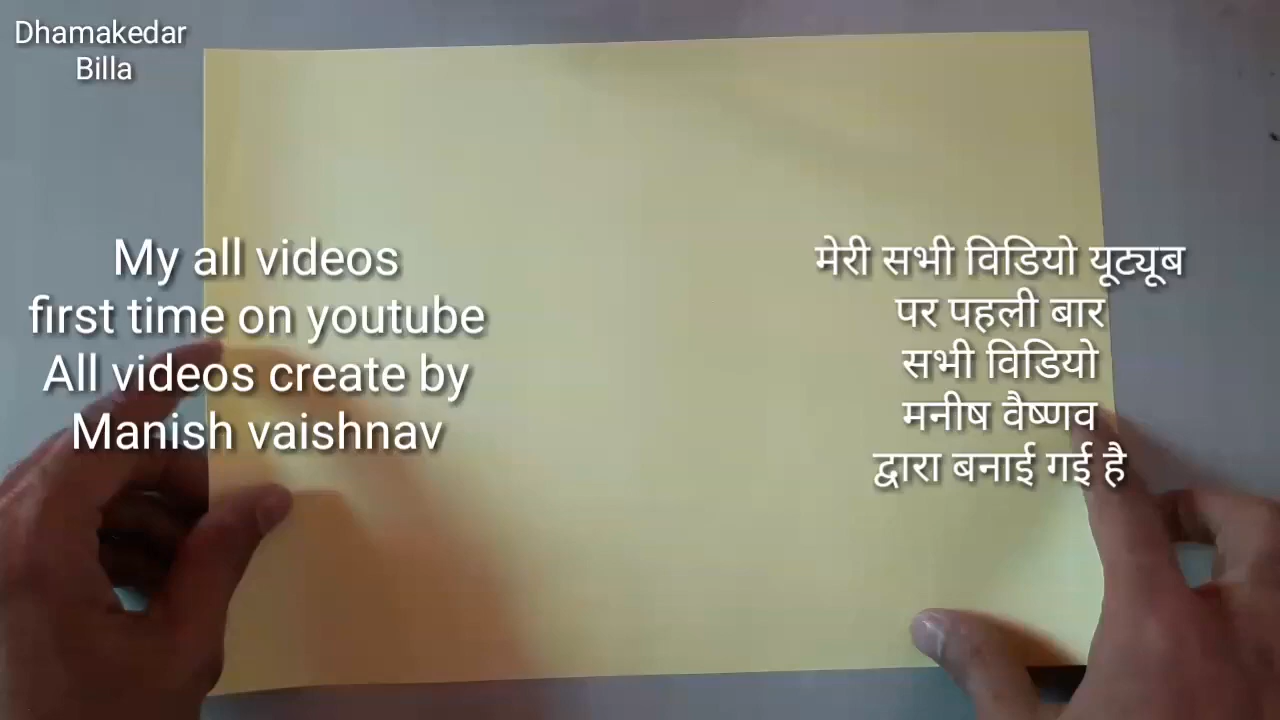 Dhamakedar
Billa
My all videos
first time on youtube
All videos create by
Manish vaishnav
मेरी सभी विडियो यूट्यूब
पर पहली बार
सभी विडियो
मनीष वैष्णव
द्वारा बनाई गई है